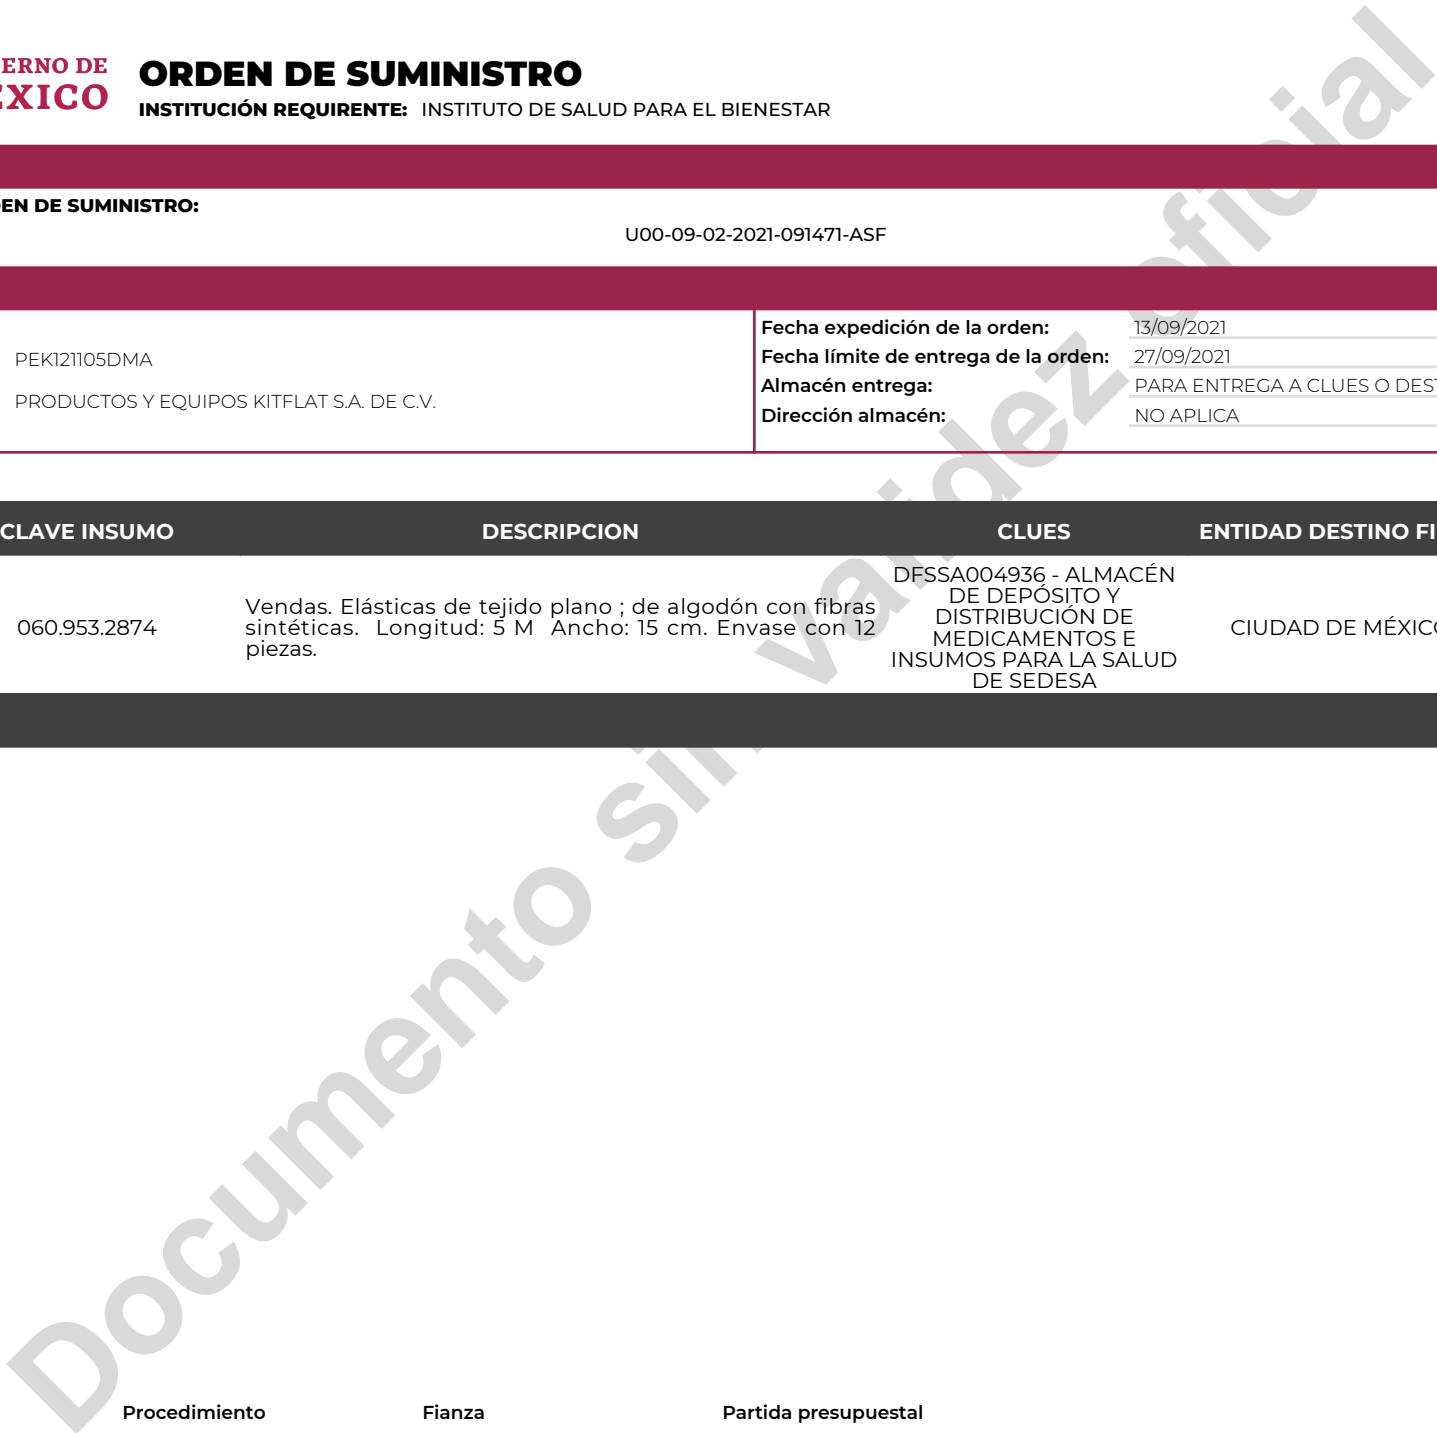 ERNO DE
ÉXICO
ORDEN DE SUMINISTRO
INSTITUCIÓN REQUIRENTE: INSTITUTO DE SALUD PARA EL BIENESTAR
EN DE SUMINISTRO:
U00-09-02-2021-091471-ASF
PEK121105DMA
PRODUCTOS Y EQUIPOS KITFLAT S.A. DE C.V.
Fecha expedición de la orden: 13/09/2021
Fecha límite de entrega de la orden: 27/09/2021
Almacén entrega: PARA ENTREGA A CLUES O DEST
Dirección almacén: NO APLICA
CLAVE INSUMO DESCRIPCION CLUES ENTIDAD DESTINO FI
060.953.2874
Vendas. Elásticas de tejido plano ; de algodón con fibras
sintéticas. Longitud: 5 M Ancho: 15 cm. Envase con 12
piezas.
DFSSA004936 - ALMACÉN
DE DEPÓSITO Y
DISTRIBUCIÓN DE
MEDICAMENTOS E
INSUMOS PARA LA SALUD
DE SEDESA
CIUDAD DE MÉXICO
Documento sin validez oficial
Procedimiento Fianza Partida presupuestal